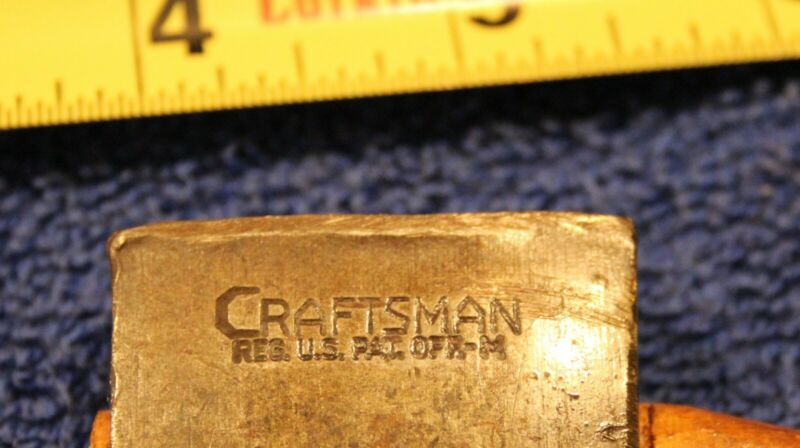 4
CRAFTSMAN
REG. U.S. PAT. OFF.-M